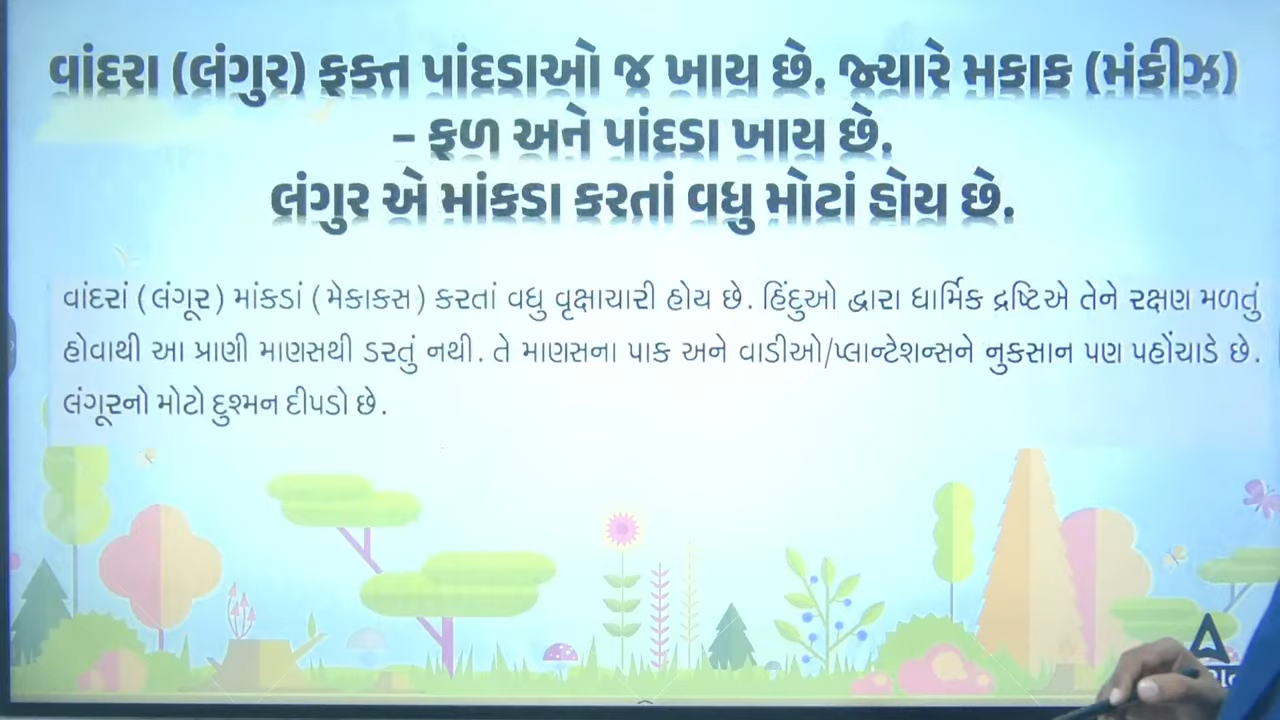 વાંદરા (લંગુર) ફક્ત પાંદડાઓ જ ખાય છે. જ્યારે મકાક (મંકીઝ)
– ફળ અને પાંદડા ખાય છે.
લંગુર એ માંકડા કરતાં વધુ મોટાં હોય છે.
વાંદરાં (લંગૂર) માંકડાં (મેકાકસ) કરતાં વધુ વૃક્ષાચારી હોય છે. હિંદુઓ દ્વારા ધાર્મિક દ્રષ્ટિએ તેને રક્ષણ મળતું
હોવાથી આ પ્રાણી માણસથી ડરતું નથી. તે માણસના પાક અને વાડીઓ/પ્લાન્ટેશન્સને નુકસાન પણ પહોંચાડે છે.
લંગૂરનો મોટો દુશ્મન દીપડો છે.